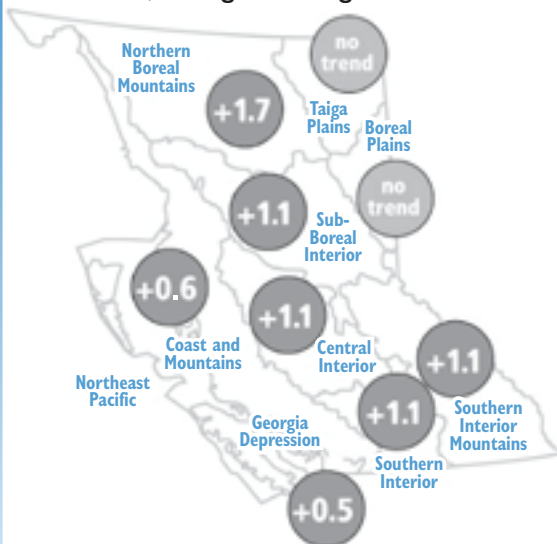 Northern
Boreal
Mountains
no
trend
+1.7
Taiga
Plains
Boreal
Plains
no
trend
+1.1
Sub-
Boreal
Interior
+0.6
+1.1
Coast and
Mountains
Central
Interior
+1.1
Northeast
Pacific
+1.1
Southern
Interior
Mountains
Georgia
Depression
Southern
Interior
+0.5